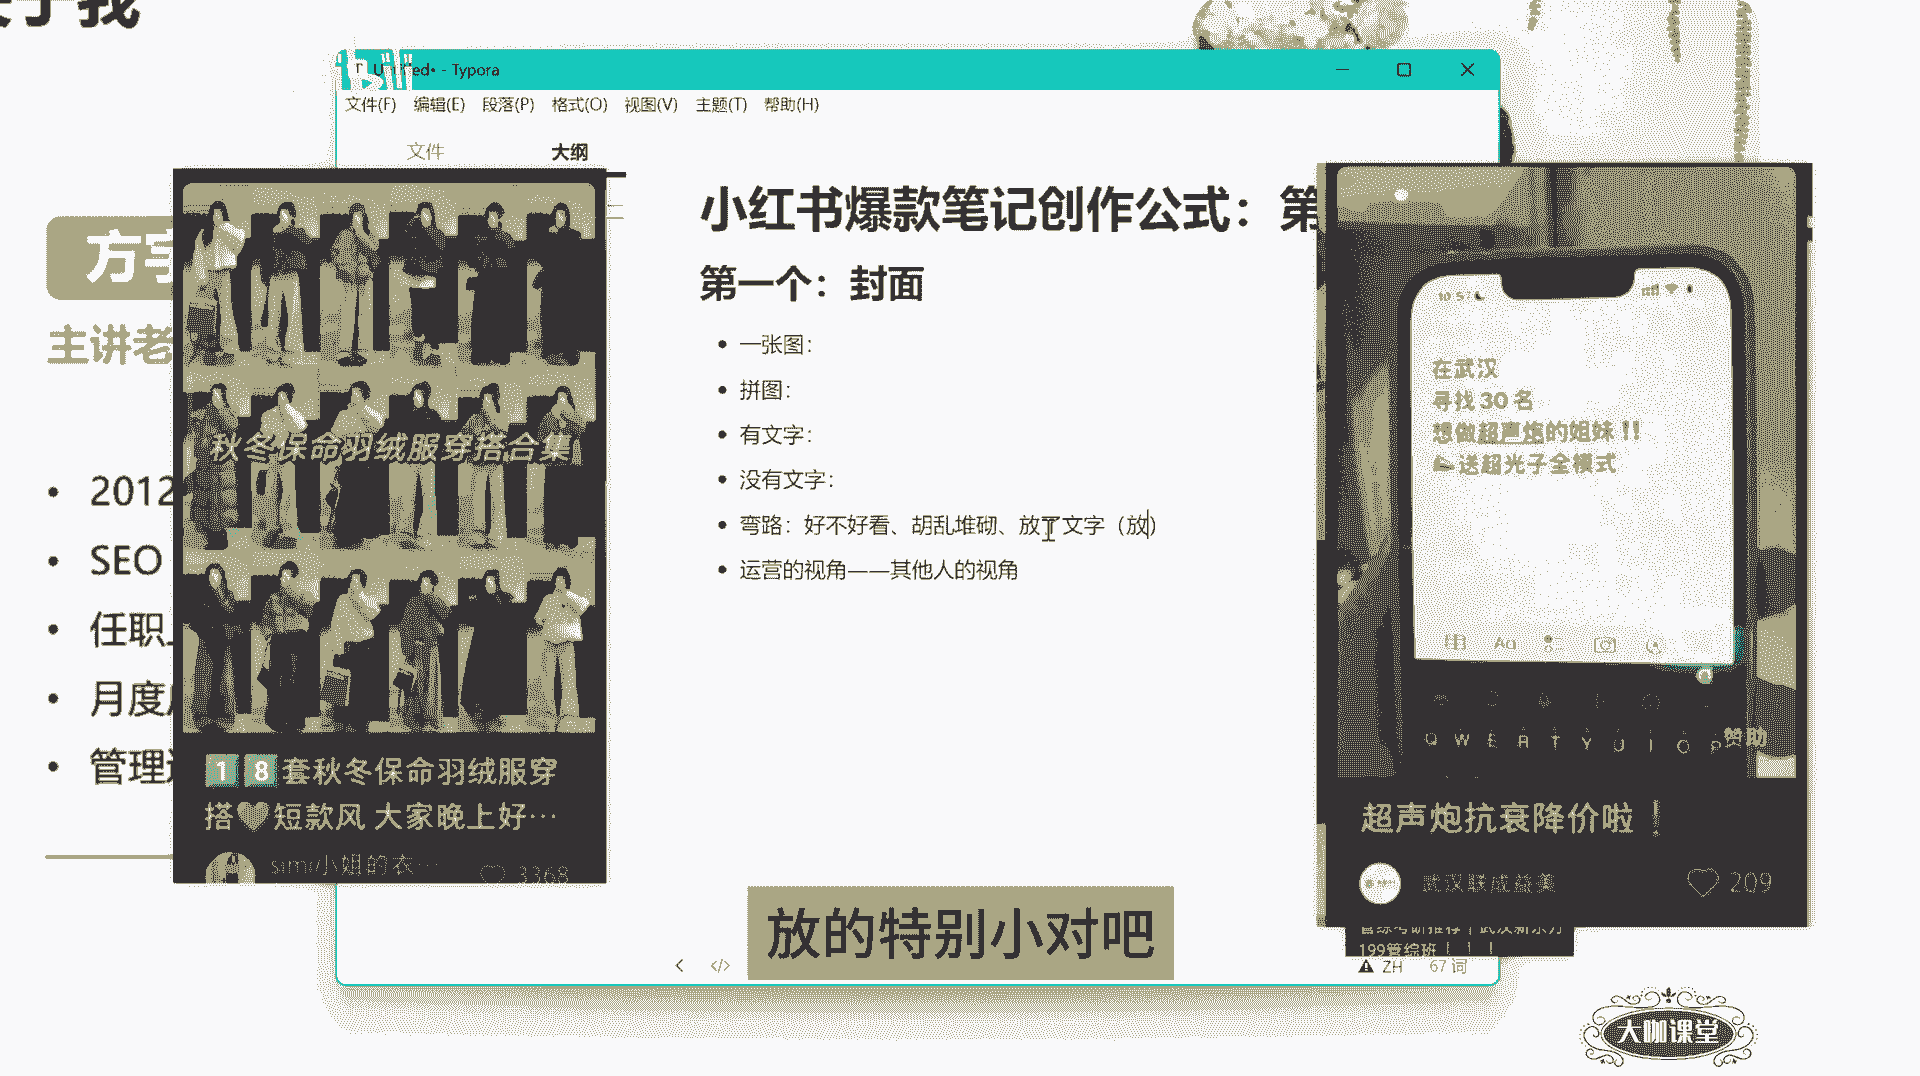 关于我
Untitled• - Typora
文件(F) 编辑(E) 段落(P) 格式(O) 视图(V) 主题(T) 帮助(H)
文件 大纲
小红书爆款笔记创作公式：第
第一个：封面
一张图：
拼图：
有文字：
没有文字：
弯路：好不好看、胡乱堆砌、放了文字（放）
运营的视角——其他人的视角
方宇
主讲老
2012
SEO
任职
月度
管理
秋冬保命羽绒服穿搭合集
18套秋冬保命羽绒服穿
搭🖤短款风 大家晚上好…
simi小姐的衣… 3368
10:57
在武汉
寻找 30 名
想做超声炮的姐妹 !!
送超光子全模式
Aa
Q W E R T Y U I O P
赞助
超声炮抗衰降价啦！
武汉联成益美 209
199管综班！！！
ZH 67 词
放的特别小对吧
大咖课堂